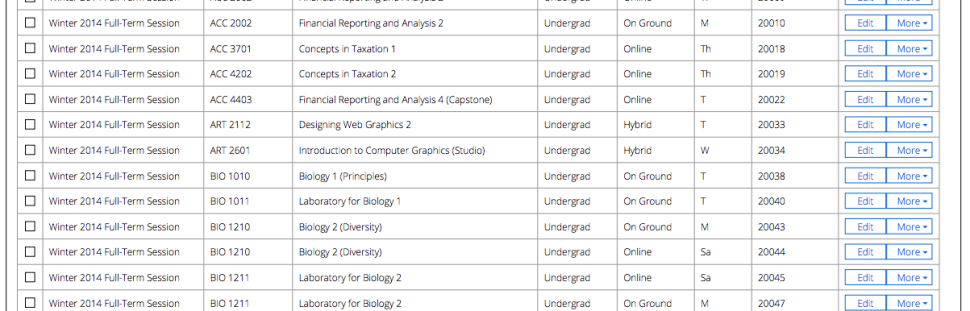 Winter 2014 Full-Term Session ACC 2002 Financial Reporting and Analysis 2 Undergrad On Ground M 20010 Edit More
Winter 2014 Full-Term Session ACC 3701 Concepts in Taxation 1 Undergrad Online Th 20018 Edit More
Winter 2014 Full-Term Session ACC 4202 Concepts in Taxation 2 Undergrad Online Th 20019 Edit More
Winter 2014 Full-Term Session ACC 4403 Financial Reporting and Analysis 4 (Capstone) Undergrad Online T 20022 Edit More
Winter 2014 Full-Term Session ART 2112 Designing Web Graphics 2 Undergrad Hybrid T 20033 Edit More
Winter 2014 Full-Term Session ART 2601 Introduction to Computer Graphics (Studio) Undergrad Hybrid W 20034 Edit More
Winter 2014 Full-Term Session BIO 1010 Biology 1 (Principles) Undergrad On Ground T 20038 Edit More
Winter 2014 Full-Term Session BIO 1011 Laboratory for Biology 1 Undergrad On Ground T 20040 Edit More
Winter 2014 Full-Term Session BIO 1210 Biology 2 (Diversity) Undergrad On Ground M 20043 Edit More
Winter 2014 Full-Term Session BIO 1210 Biology 2 (Diversity) Undergrad Online Sa 20044 Edit More
Winter 2014 Full-Term Session BIO 1211 Laboratory for Biology 2 Undergrad Online Sa 20045 Edit More
Winter 2014 Full-Term Session BIO 1211 Laboratory for Biology 2 Undergrad On Ground M 20047 Edit More